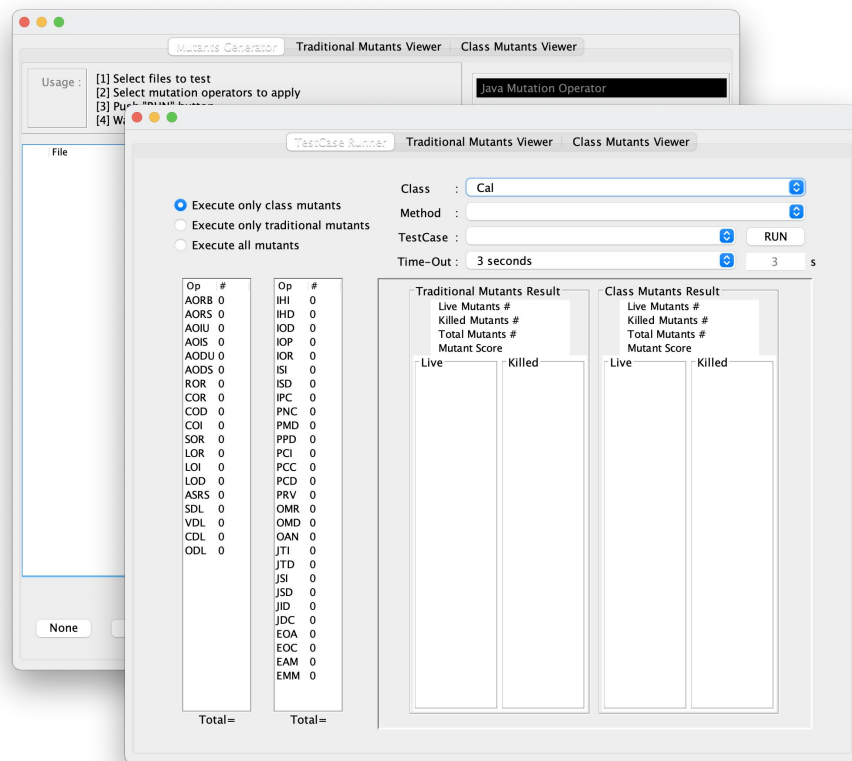 Mutants Generator Traditional Mutants Viewer Class Mutants Viewer
Usage : [1] Select files to test
[2] Select mutation operators to apply
[3] Push "RUN" button
Java Mutation Operator
File
None
TestCase Runner Traditional Mutants Viewer Class Mutants Viewer
Execute only class mutants
Execute only traditional mutants
Execute all mutants
Class : Cal
Method :
TestCase : RUN
Time-Out : 3 seconds 3 s
Op #
AORB 0
AORS 0
AOIU 0
AOIS 0
AODU 0
AODS 0
ROR 0
COR 0
COD 0
COI 0
SOR 0
LOR 0
LOI 0
LOD 0
ASRS 0
SDL 0
VDL 0
CDL 0
ODL 0
Total=
Op #
IHI 0
IHD 0
IOD 0
IOP 0
IOR 0
ISI 0
ISD 0
IPC 0
PNC 0
PMD 0
PPD 0
PCI 0
PCC 0
PCD 0
PRV 0
OMR 0
OMD 0
OAN 0
JTI 0
JTD 0
JSI 0
JSD 0
JID 0
JDC 0
EOA 0
EOC 0
EAM 0
EMM 0
Total=
Traditional Mutants Result
Live Mutants #
Killed Mutants #
Total Mutants #
Mutant Score
Live Killed
Class Mutants Result
Live Mutants #
Killed Mutants #
Total Mutants #
Mutant Score
Live Killed